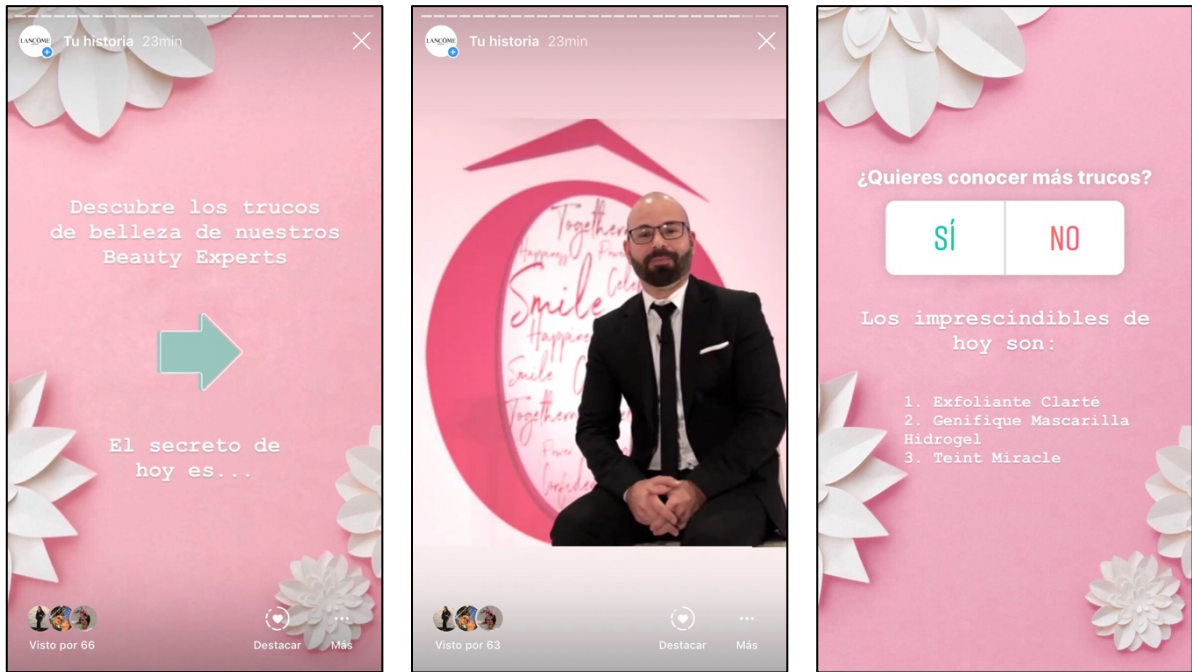 LANCÔME
Tu historia 23min
Descubre los trucos
de belleza de nuestros
Beauty Experts
El secreto de
hoy es...
Visto por 66
Destacar
Más
LANCÔME
Tu historia 23min
Together
Happiness
Smile
Happiness
Smile
Together
Power
Visto por 63
Destacar
Más
¿Quieres conocer más trucos?
SÍ
NO
Los imprescindibles de
hoy son:
1. Exfoliante Clarté
2. Genifique Mascarilla
Hidrogel
3. Teint Miracle